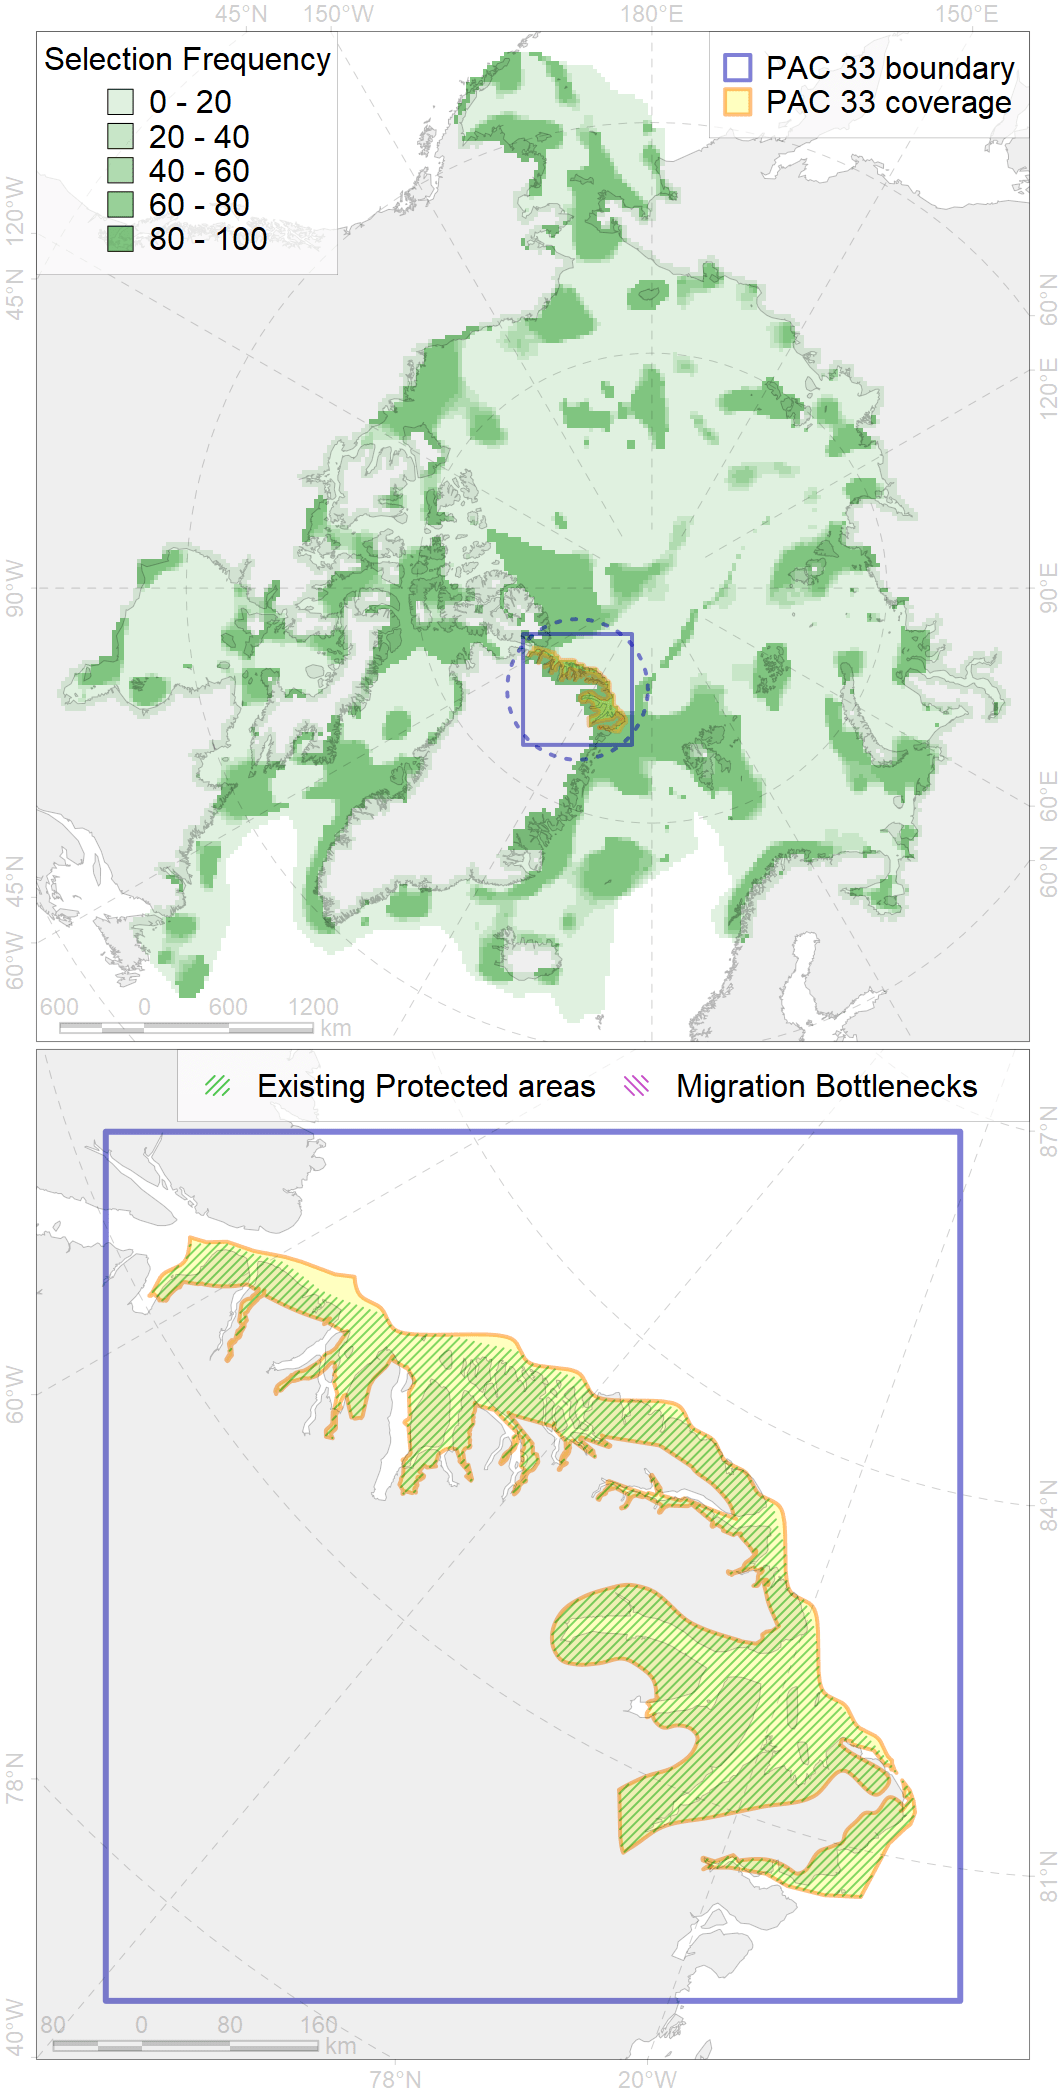 45°N 150°W 180°E 150°E
Selection Frequency
0 - 20
20 - 40
40 - 60
60 - 80
80 - 100
PAC 33 boundary
PAC 33 coverage
120°W
45°N
90°W
45°N
60°W
60°N
120°E
90°E
60°E
60°N
600 0 600 1200
km
Existing Protected areas Migration Bottlenecks
60°W
78°N
40°W
87°N
84°N
81°N
80 0 80 160
km
78°N 20°W